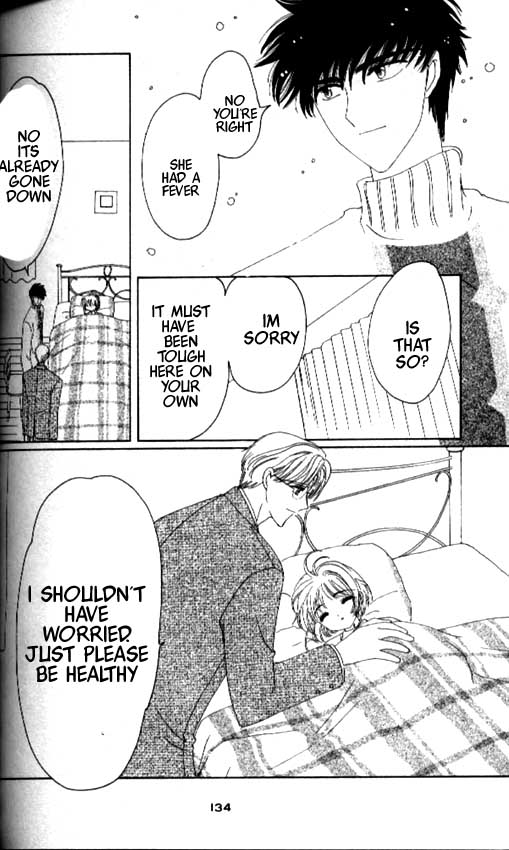 NO
YOU'RE
RIGHT
SHE
HAD A
FEVER
NO
ITS
ALREADY
GONE
DOWN
IS
THAT
SO?
IM
SORRY
IT MUST
HAVE
BEEN
TOUGH
HERE ON
YOUR
OWN
I SHOULDN'T
HAVE
WORRIED.
JUST PLEASE
BE HEALTHY
134